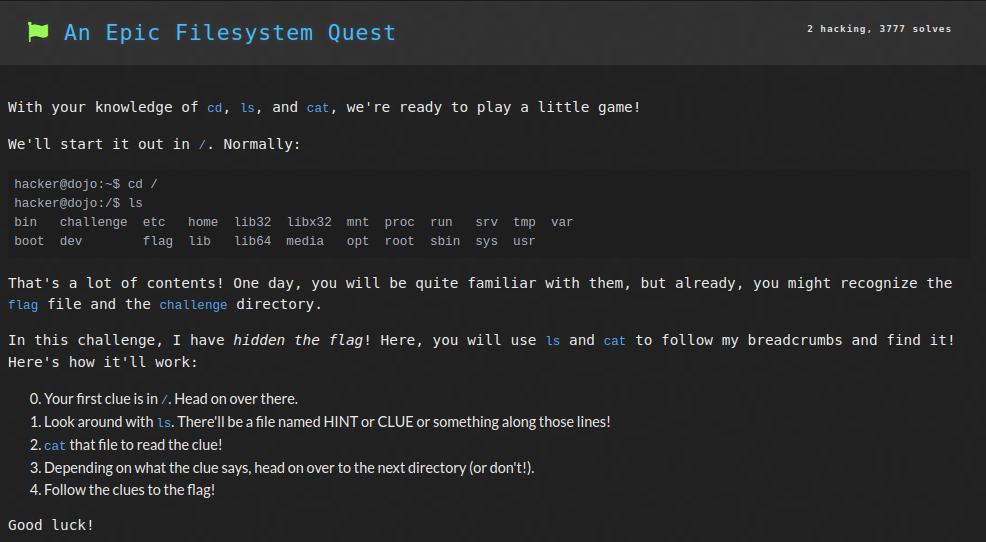 An Epic Filesystem Quest
2 hacking, 3777 solves
With your knowledge of cd, ls, and cat, we're ready to play a little game!
We'll start it out in /. Normally:
hacker@dojo:~$ cd /
hacker@dojo:/$ ls
bin   challenge  etc   home  lib32  libx32  mnt  proc  run   srv  tmp  var
boot  dev        flag  lib   lib64  media   opt  root  sbin  sys  usr
That's a lot of contents! One day, you will be quite familiar with them, but already, you might recognize the
flag file and the challenge directory.
In this challenge, I have hidden the flag! Here, you will use ls and cat to follow my breadcrumbs and find it!
Here's how it'll work:
0. Your first clue is in /. Head on over there.
1. Look around with ls. There'll be a file named HINT or CLUE or something along those lines!
2. cat that file to read the clue!
3. Depending on what the clue says, head on over to the next directory (or don't!).
4. Follow the clues to the flag!
Good luck!